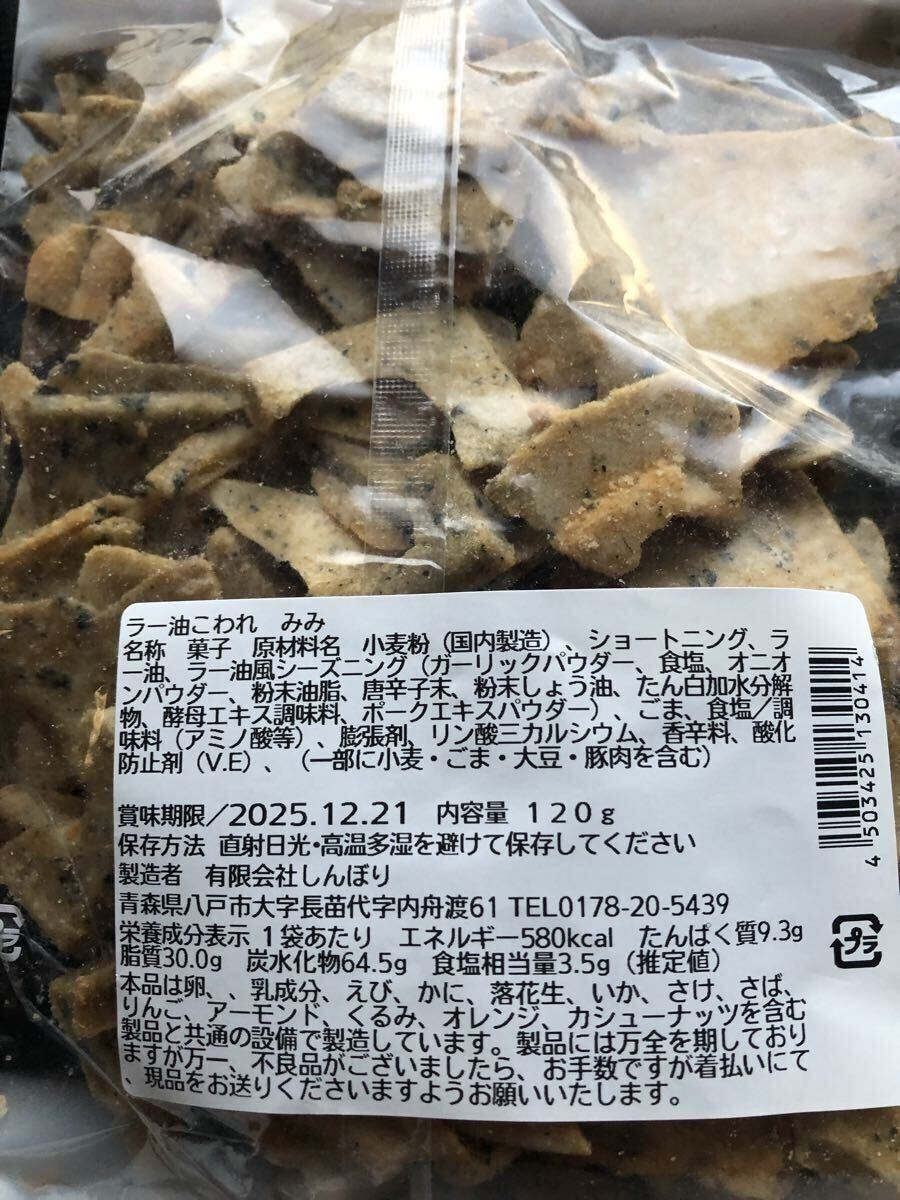 ラー油こわれ　みみ
名称　菓子　原材料名　小麦粉（国内製造）、ショートニング、ラ
ー油、ラー油風シーズニング（ガーリックパウダー、食塩、オニオ
ンパウダー、粉末油脂、唐辛子末、粉末しょう油、たん白加水分解
物、酵母エキス調味料、ポークエキスパウダー）、ごま、食塩／調
味料（アミノ酸等）、膨張剤、リン酸三カルシウム、香辛料、酸化
防止剤（V.E）、（一部に小麦・ごま・大豆・豚肉を含む）
賞味期限／2025.12.21　内容量　１２０ｇ
保存方法　直射日光・高温多湿を避けて保存してください
製造者　有限会社しんぼり
青森県八戸市大字長苗代字内舟渡61 TEL0178-20-5439
栄養成分表示　１袋あたり　エネルギー580kcal　たんぱく質9.3g
脂質30.0g　炭水化物64.5g　食塩相当量3.5g（推定値）
本品は卵、、乳成分、えび、かに、落花生、いか、さけ、さば、
りんご、アーモンド、くるみ、オレンジ、カシューナッツを含む
製品と共通の設備で製造しています。製品には万全を期しており
ますが万一、不良品がございましたら、お手数ですが着払いにて
、現品をお送りくださいますようお願いいたします。
4 503425 130414
プラ